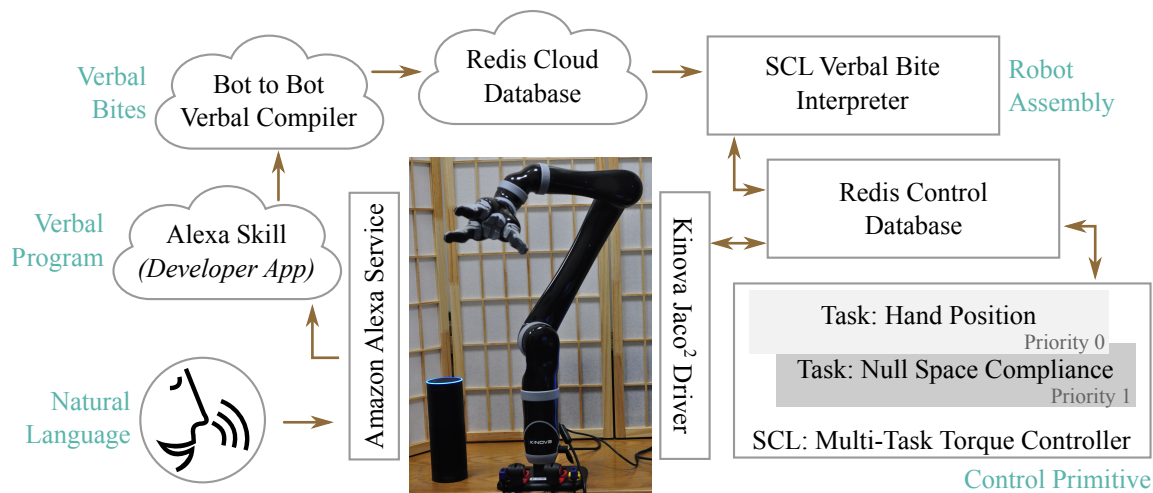 Verbal
Bites
Bot to Bot
Verbal Compiler
Redis Cloud
Database
SCL Verbal Bite
Interpreter
Robot
Assembly
Verbal
Program
Alexa Skill
(Developer App)
Amazon Alexa Service
KINOVA
Kinova Jaco² Driver
Redis Control
Database
Natural
Language
Task: Hand Position
Priority 0
Task: Null Space Compliance
Priority 1
SCL: Multi-Task Torque Controller
Control Primitive